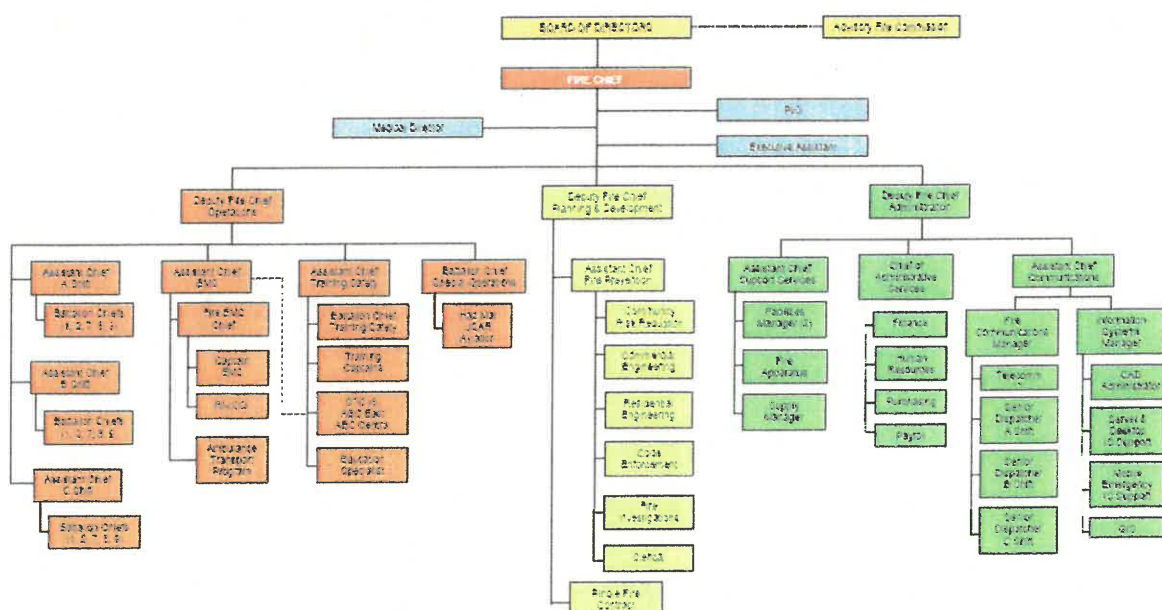 BOARD OF DIRECTORS
Advisory Fire Commission
FIRE CHIEF
PIO
Medical Director
Executive Assistant
Deputy Fire Chief
Operations
Deputy Fire Chief
Planning & Development
Deputy Fire Chief
Administration
Assistant Chief
A Shift
Battalion Chiefs
Assistant Chief
B Shift
Battalion Chiefs
Assistant Chief
C Shift
Battalion Chiefs
Assistant Chief
EMS
Fire EMS
Chief
Captain
EMS
Ambulance
Transport
Program
Assistant Chief
Training Safety
Battalion Chief
Training Safety
Training
Captains
Education
Specialist
Battalion Chief
Special Operations
Haz Mat
USAR
Aviation
Assistant Chief
Fire Prevention
Community
Risk Reduction
Commercial
Engineering
Residential
Engineering
Code
Enforcement
Fire
Investigations
Clerical
Fire
Contract
Assistant Chief
Support Services
Facilities
Manager
Fire
Apparatus
Supply
Manager
Chief of
Administrative
Services
Finance
Human
Resources
Purchasing
Payroll
Assistant Chief
Communications
Fire
Communications
Manager
Telecomm
Senior
Dispatcher
A Shift
Senior
Dispatcher
B Shift
Senior
Dispatcher
C Shift
Information
Systems
Manager
CAD
Administrator
Server &
Desktop
IS Support
Mobile
Emergency
IS Support
GIS